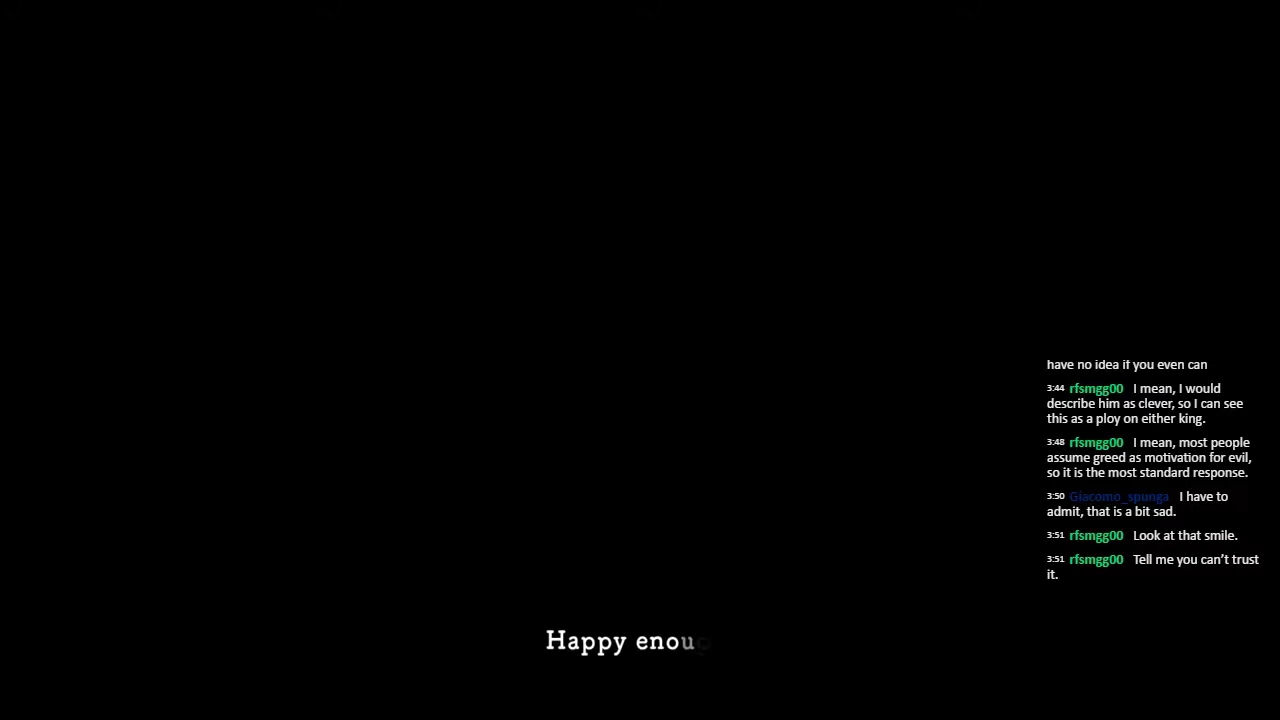 have no idea if you even can
3:44 rfsmgg00 I mean, I would
describe him as clever, so I can see
this as a ploy on either king.
3:48 rfsmgg00 I mean, most people
assume greed as motivation for evil,
so it is the most standard response.
3:50 Giacomo_spunga I have to
admit, that is a bit sad.
3:51 rfsmgg00 Look at that smile.
3:51 rfsmgg00 Tell me you can’t trust
it.
Happy enoug